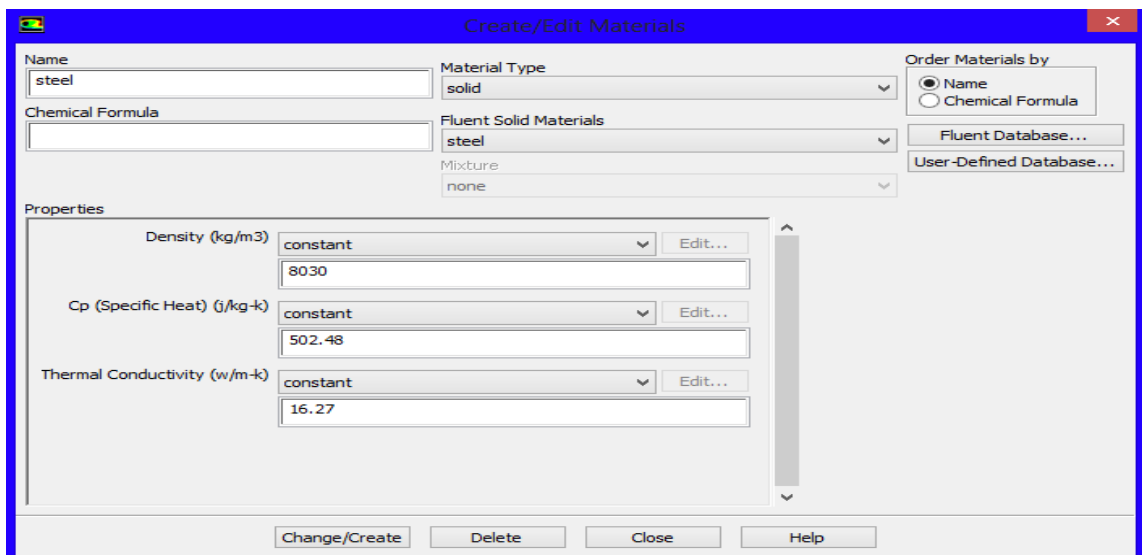 Create/Edit Materials
Name
steel
Chemical Formula
Material Type
solid
Fluent Solid Materials
steel
Mixture
none
Order Materials by
Name
Chemical Formula
Fluent Database...
User-Defined Database...
Properties
Density (kg/m3)
constant
Edit...
8030
Cp (Specific Heat) (j/kg-k)
constant
Edit...
502.48
Thermal Conductivity (w/m-k)
constant
Edit...
16.27
Change/Create
Delete
Close
Help